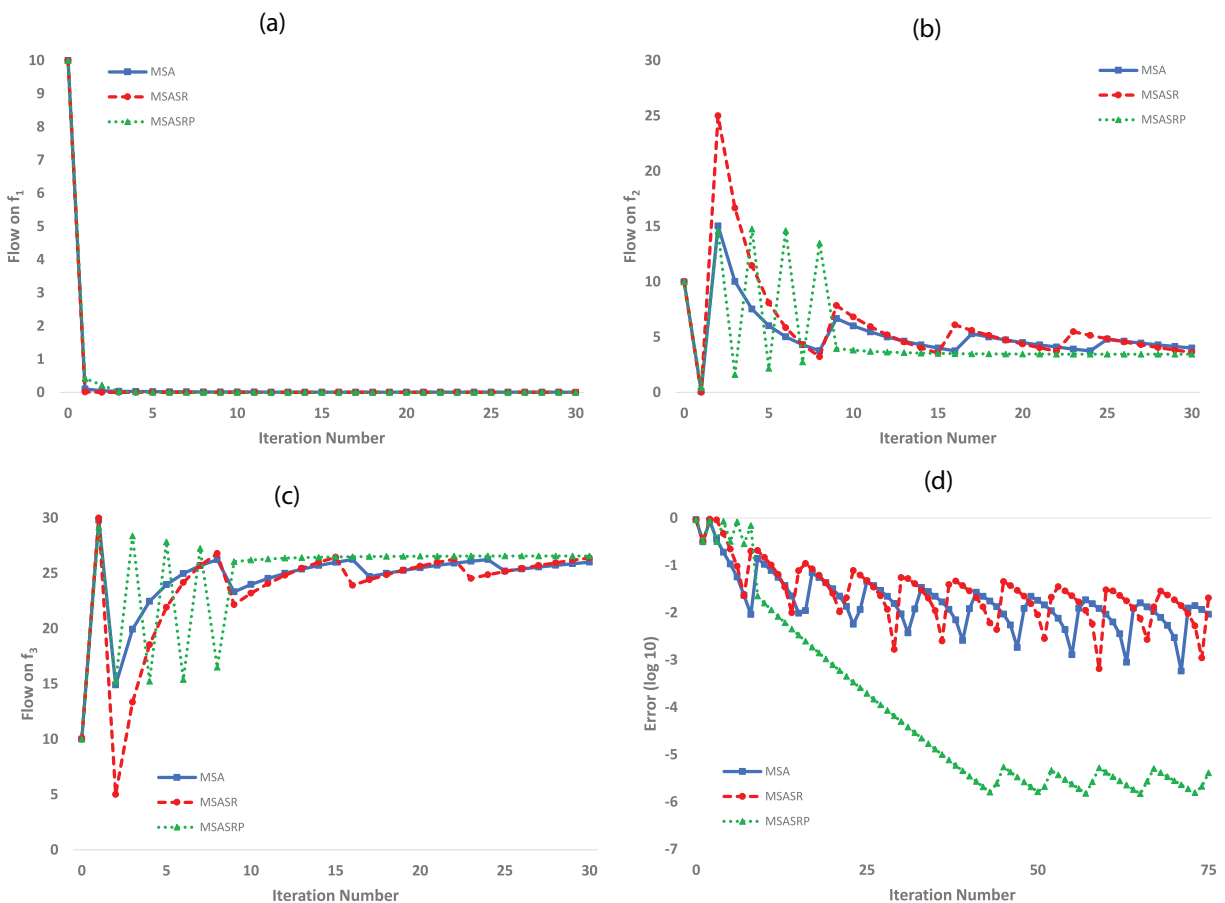 (a)
10
9
8
7
6
5
4
3
2
1
0
Flow on f1
MSA
MSASR
MSASRP
0 5 10 15 20 25 30
Iteration Number
(b)
30
25
20
15
10
5
0
Flow on f2
MSA
MSASR
MSASRP
0 5 10 15 20 25 30
Iteration Numer
(c)
30
25
20
15
10
5
0
Flow on f3
MSA
MSASR
MSASRP
0 5 10 15 20 25 30
Iteration Number
(d)
0
-1
-2
-3
-4
-5
-6
-7
Error (log 10)
MSA
MSASR
MSASRP
0 25 50 75
Iteration Number